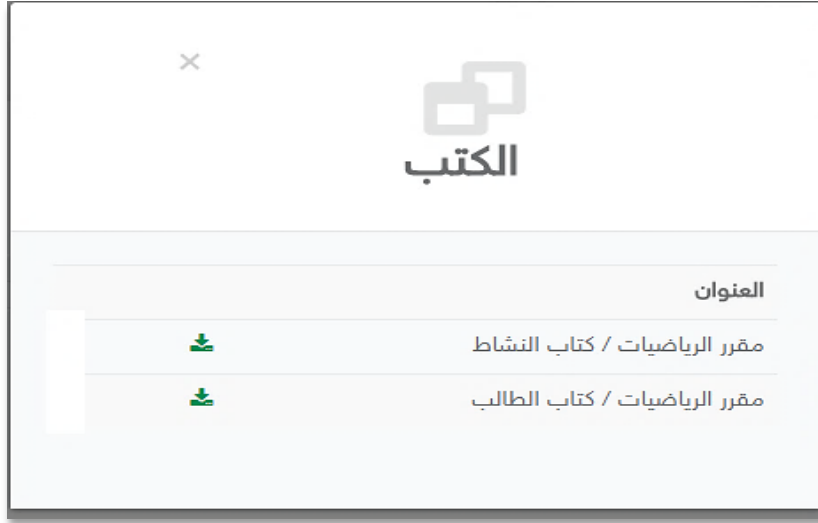 ×
الكتب
العنوان
مقرر الرياضيات / كتاب النشاط
مقرر الرياضيات / كتاب الطالب